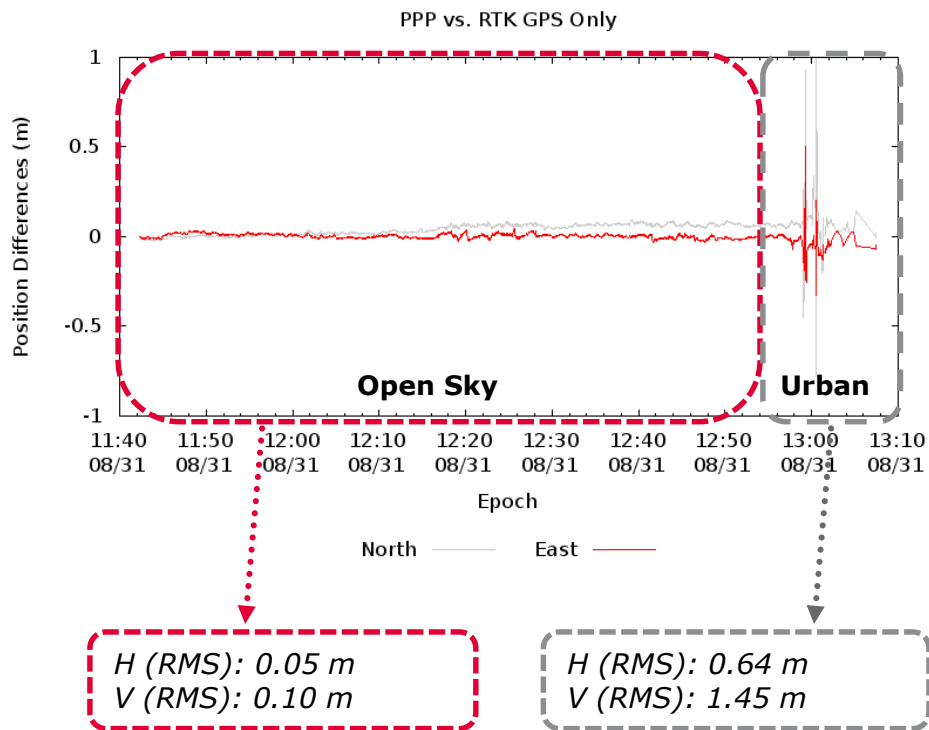 PPP vs. RTK GPS Only
Position Differences (m)
1
0.5
0
-0.5
-1
Open Sky
Urban
11:40 11:50 12:00 12:10 12:20 12:30 12:40 12:50 13:00 13:10
08/31 08/31 08/31 08/31 08/31 08/31 08/31 08/31 08/31 08/31
Epoch
North East
H (RMS): 0.05 m
V (RMS): 0.10 m
H (RMS): 0.64 m
V (RMS): 1.45 m